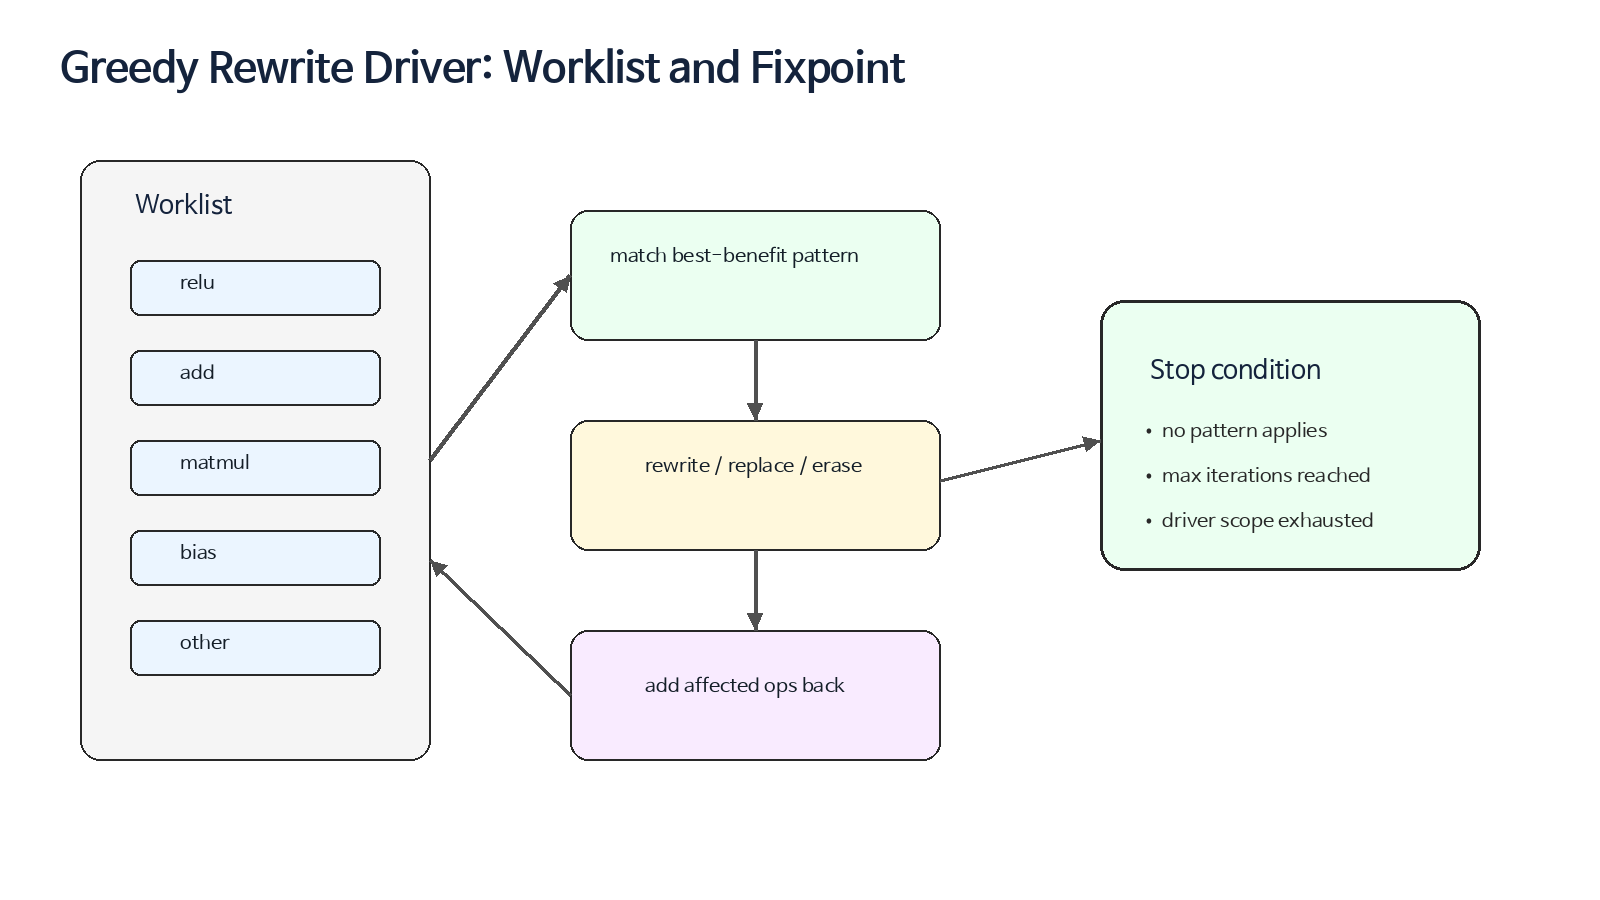 Greedy Rewrite Driver: Worklist and Fixpoint
Worklist
relu
add
matmul
bias
other
match best-benefit pattern
rewrite / replace / erase
add affected ops back
Stop condition
• no pattern applies
• max iterations reached
• driver scope exhausted